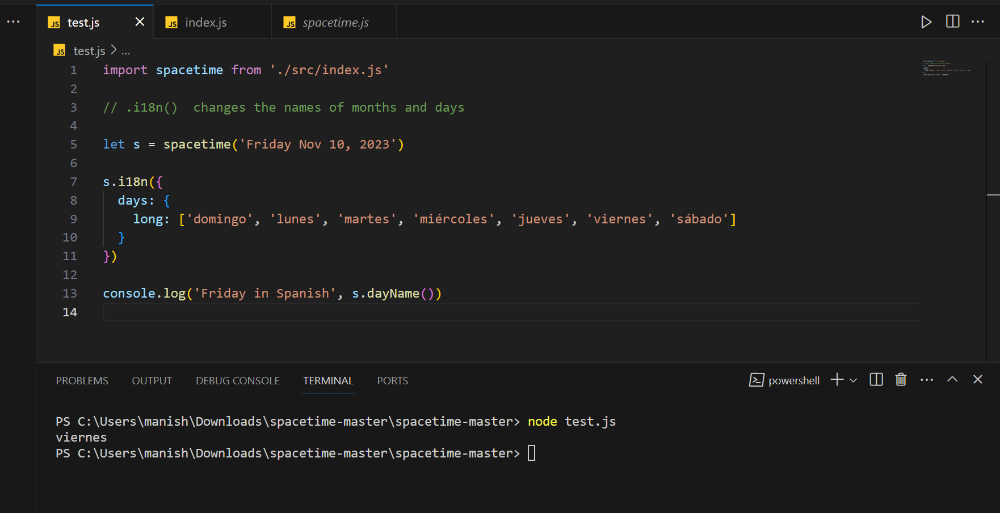 ··· JS test.js × JS index.js JS spacetime.js ···
JS test.js > ...
1 import spacetime from './src/index.js'
2
3 // .i18n()  changes the names of months and days
4
5 let s = spacetime('Friday Nov 10, 2023')
6
7 s.i18n({
8   days: {
9     long: ['domingo', 'lunes', 'martes', 'miércoles', 'jueves', 'viernes', 'sábado']
10   }
11 })
12
13 console.log('Friday in Spanish', s.dayName())
14
PROBLEMS OUTPUT DEBUG CONSOLE TERMINAL PORTS powershell
PS C:\Users\manish\Downloads\spacetime-master\spacetime-master> node test.js
viernes
PS C:\Users\manish\Downloads\spacetime-master\spacetime-master>